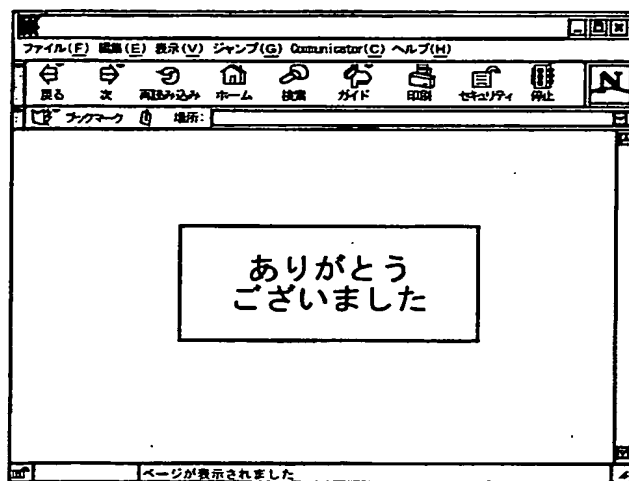 ファイル(F) 編集(E) 表示(V) ジャンプ(G) Communicator(C) ヘルプ(H)
戻る 次 再読み込み ホーム 検索 ガイド 印刷 セキュリティ 停止
N
ブックマーク 場所:
ありがとう
ございました
ページが表示されました